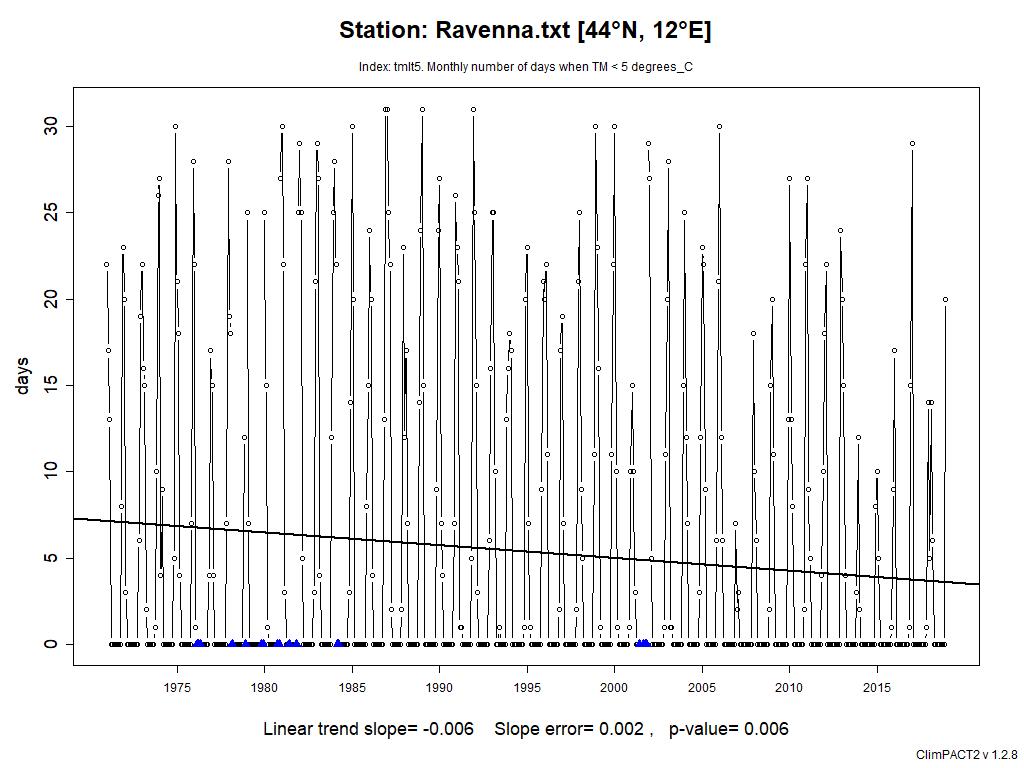 Station: Ravenna.txt [44°N, 12°E]
Index: tmlt5. Monthly number of days when TM < 5 degrees_C
30
25
20
15
10
5
0
days
1975 1980 1985 1990 1995 2000 2005 2010 2015
Linear trend slope= -0.006 Slope error= 0.002 , p-value= 0.006
ClimPACT2 v 1.2.8